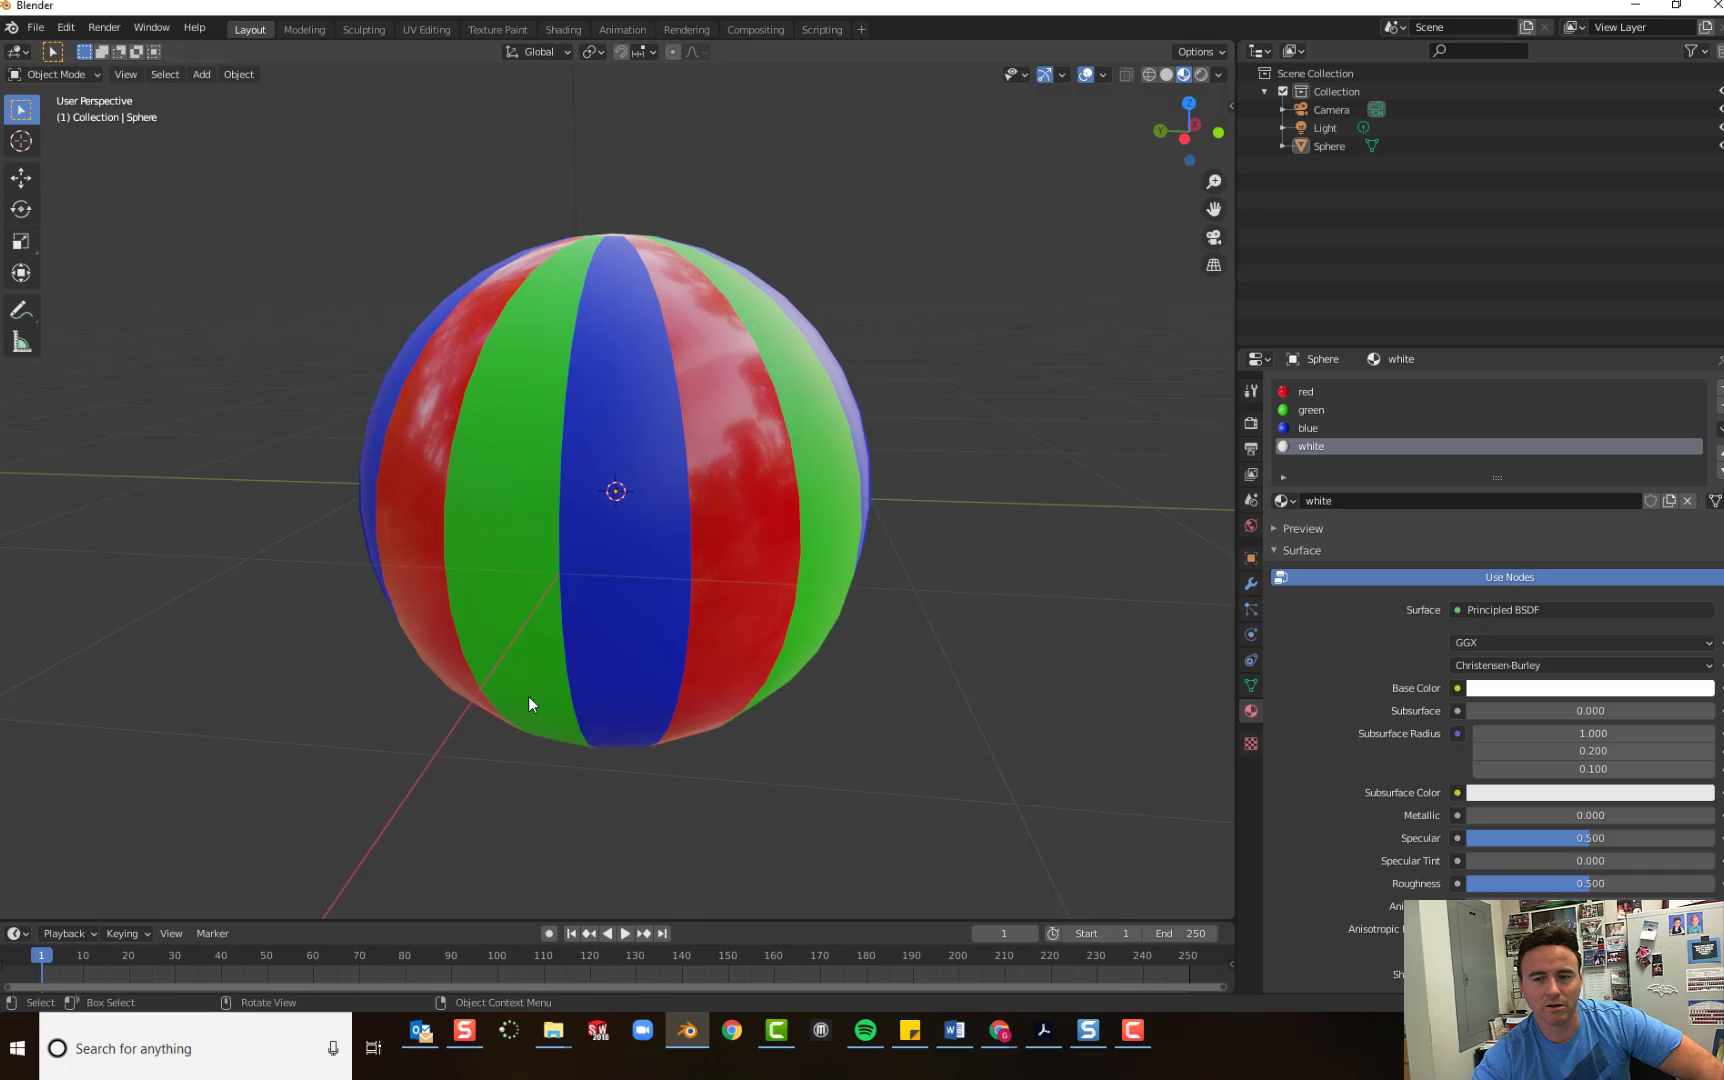 Blender
File Edit Render Window Help
Layout Modeling Sculpting UV Editing Texture Paint Shading Animation Rendering Compositing Scripting +
Scene
View Layer
Global
Options
Object Mode View Select Add Object
User Perspective
(1) Collection | Sphere
Z
Y
X
Scene Collection
Collection
Camera
Light
Sphere
Sphere white
red
green
blue
white
white
Preview
Surface
Use Nodes
Surface Principled BSDF
GGX
Christensen-Burley
Base Color
Subsurface 0.000
Subsurface Radius 1.000
0.200
0.100
Subsurface Color
Metallic 0.000
Specular 0.500
Specular Tint 0.000
Roughness 0.500
Ani
Anisotropic
Sh
Playback Keying View Marker
1 Start 1 End 250
1 10 20 30 40 50 60 70 80 90 100 110 120 130 140 150 160 170 180 190 200 210 220 230 240 250
Select Box Select Rotate View Object Context Menu
Search for anything
2018